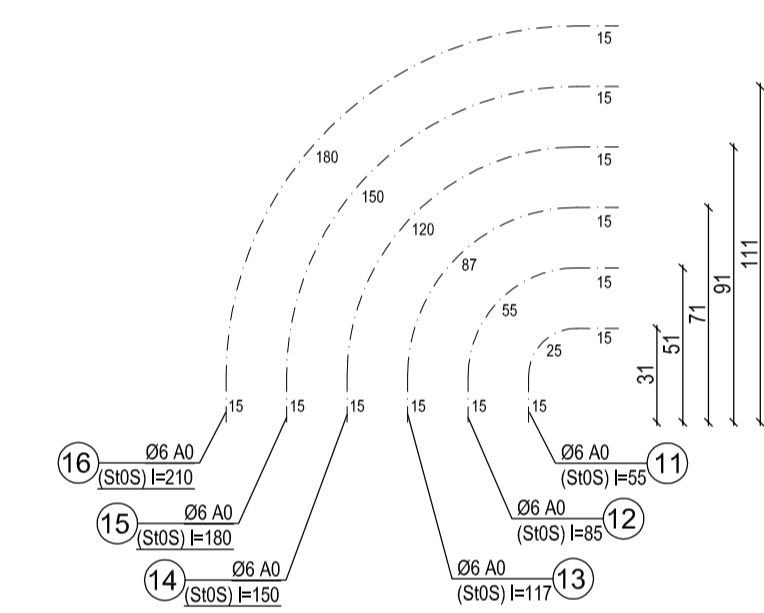 15
15
180
150
15
120
15
87
15
55
25
15
111
91
71
51
31
15 15 15 15 15 15
16
Ø6 A0
(St0S) l=210
Ø6 A0
(St0S) l=55
11
15
Ø6 A0
(St0S) l=180
Ø6 A0
(St0S) l=85
12
14
Ø6 A0
(St0S) l=150
Ø6 A0
(St0S) l=117
13